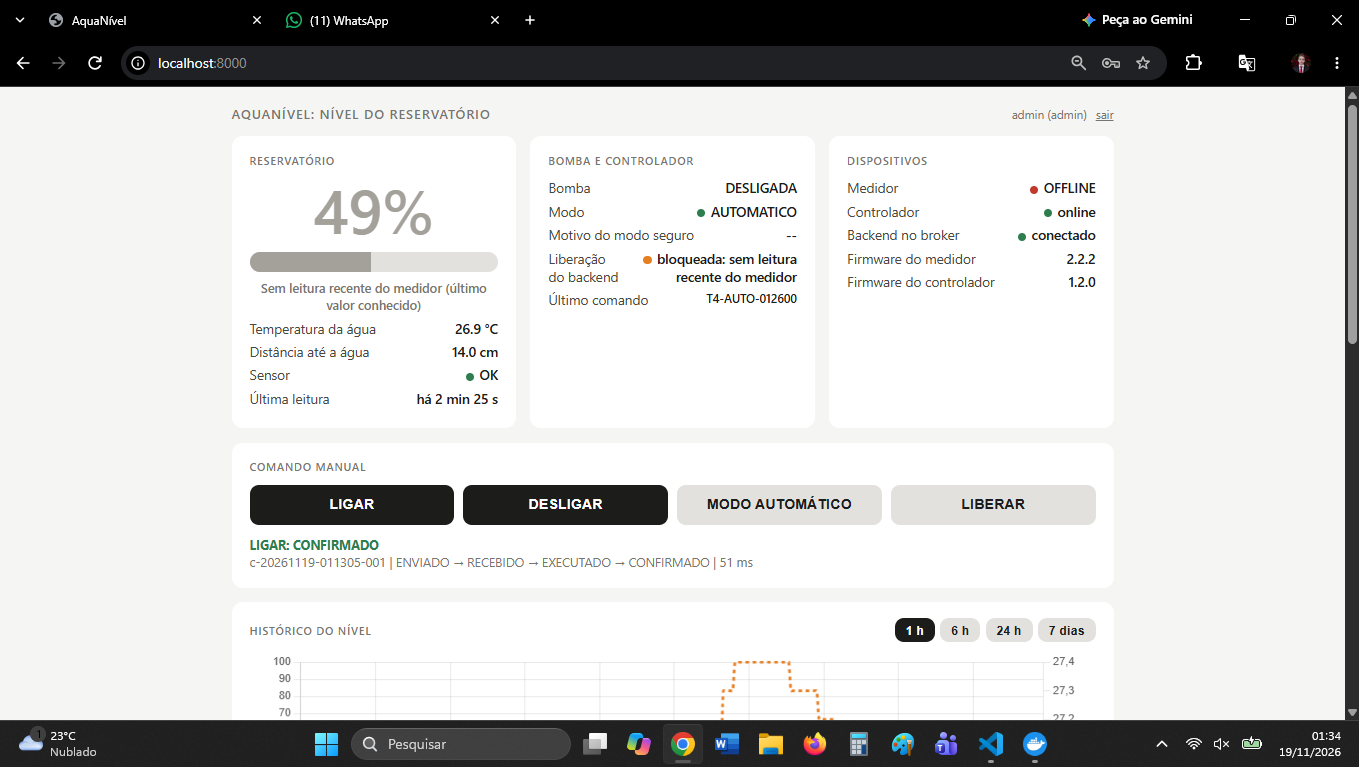 AquaNível
(11) WhatsApp
Peça ao Gemini
localhost:8000
AQUANÍVEL: NÍVEL DO RESERVATÓRIO
admin (admin) sair
RESERVATÓRIO
49%
Sem leitura recente do medidor (último
valor conhecido)
Temperatura da água 26.9 °C
Distância até a água 14.0 cm
Sensor OK
Última leitura há 2 min 25 s
BOMBA E CONTROLADOR
Bomba DESLIGADA
Modo AUTOMATICO
Motivo do modo seguro --
Liberação bloqueada: sem leitura
do backend recente do medidor
Último comando T4-AUTO-012600
DISPOSITIVOS
Medidor OFFLINE
Controlador online
Backend no broker conectado
Firmware do medidor 2.2.2
Firmware do controlador 1.2.0
COMANDO MANUAL
LIGAR DESLIGAR MODO AUTOMÁTICO LIBERAR
LIGAR: CONFIRMADO
c-20261119-011305-001 | ENVIADO → RECEBIDO → EXECUTADO → CONFIRMADO | 51 ms
HISTÓRICO DO NÍVEL
1 h 6 h 24 h 7 dias
100 27,4
90
80 27,3
70 27,2
1
23°C
Nublado
Pesquisar
01:34
19/11/2026